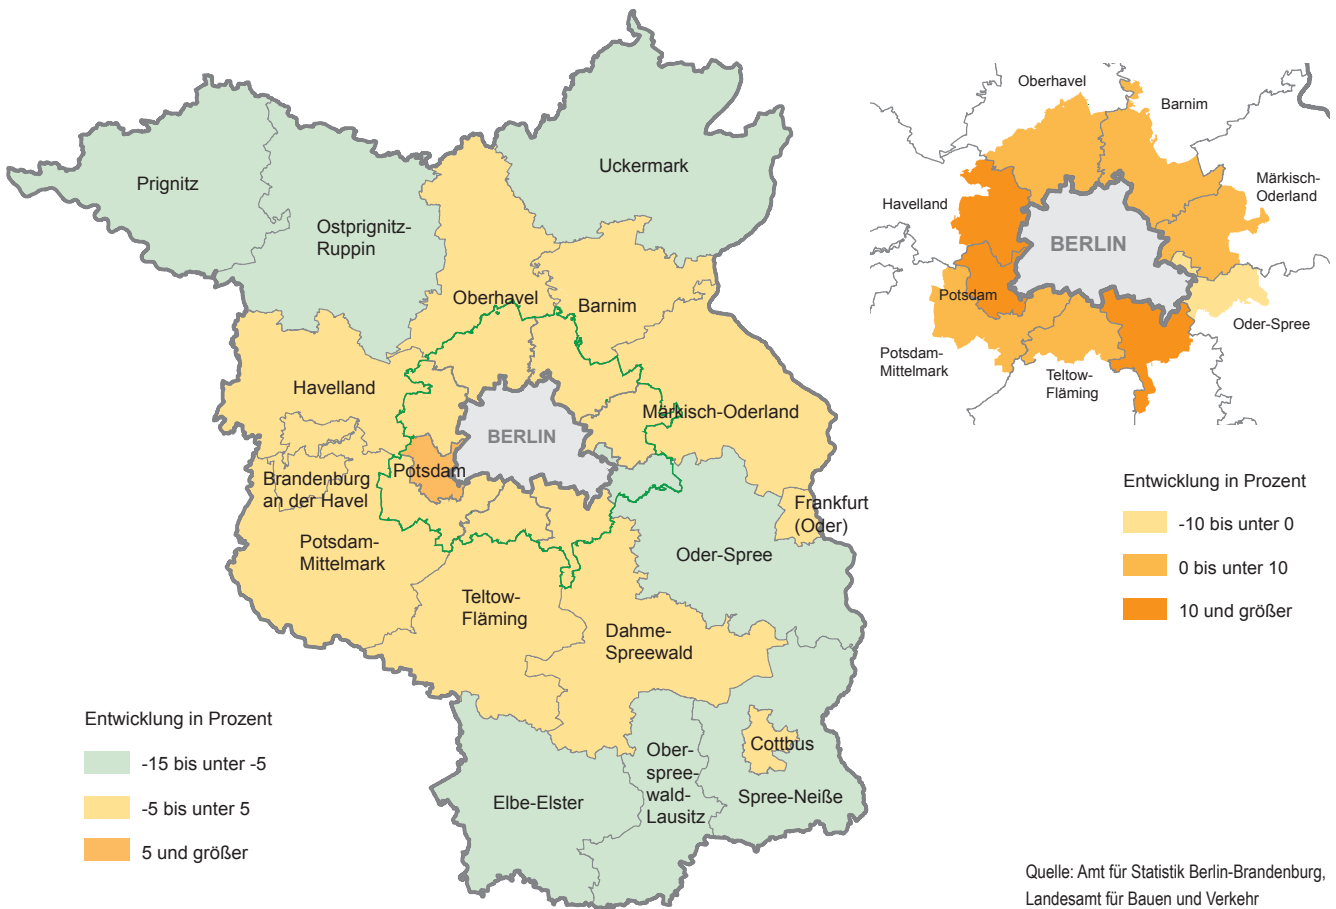 Prignitz
Ostprignitz-
Ruppin
Uckermark
Oberhavel
Barnim
Havelland
Märkisch-Oderland
BERLIN
Potsdam
Brandenburg
an der Havel
Frankfurt
(Oder)
Potsdam-
Mittelmark
Oder-Spree
Teltow-
Fläming
Dahme-
Spreewald
Cottbus
Ober-
spree-
wald-
Lausitz
Elbe-Elster
Spree-Neiße
Entwicklung in Prozent
-15 bis unter -5
-5 bis unter 5
5 und größer
Oberhavel
Barnim
Märkisch-
Oderland
Havelland
BERLIN
Potsdam
Oder-Spree
Potsdam-
Mittelmark
Teltow-
Fläming
Entwicklung in Prozent
-10 bis unter 0
0 bis unter 10
10 und größer
Quelle: Amt für Statistik Berlin-Brandenburg,
Landesamt für Bauen und Verkehr